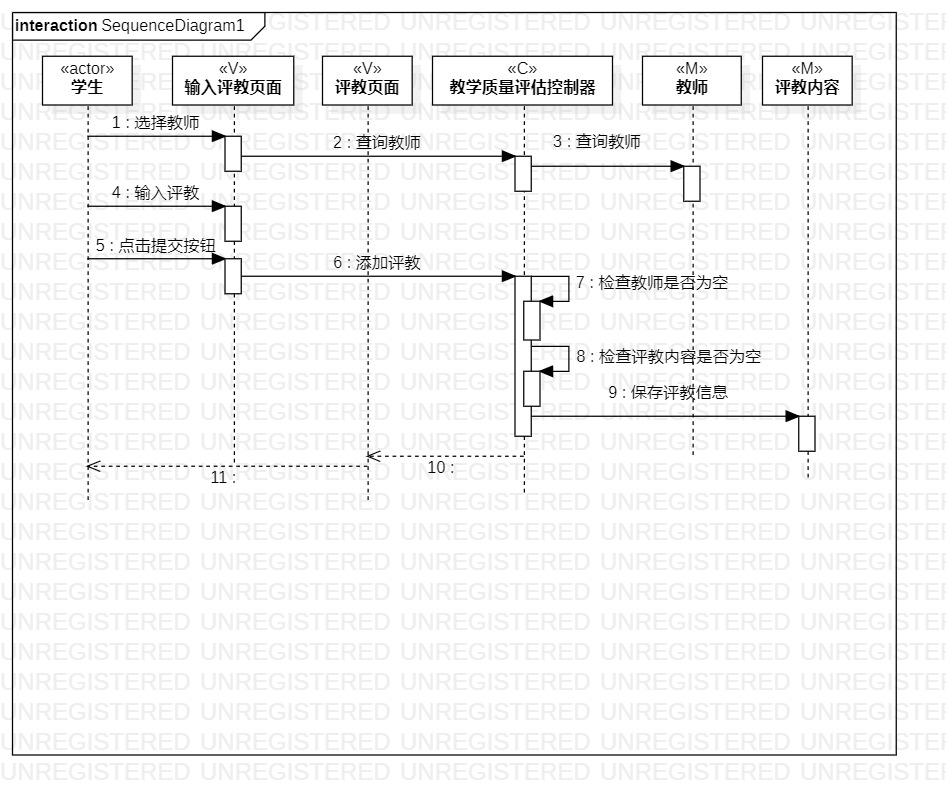 interaction SequenceDiagram1
«actor»
学生
«V»
输入评教页面
«V»
评教页面
«C»
教学质量评估控制器
«M»
教师
«M»
评教内容
1 : 选择教师
2 : 查询教师
3 : 查询教师
4 : 输入评教
5 : 点击提交按钮
6 : 添加评教
7 : 检查教师是否为空
8 : 检查评教内容是否为空
9 : 保存评教信息
10 :
11 :
UNREGISTERED